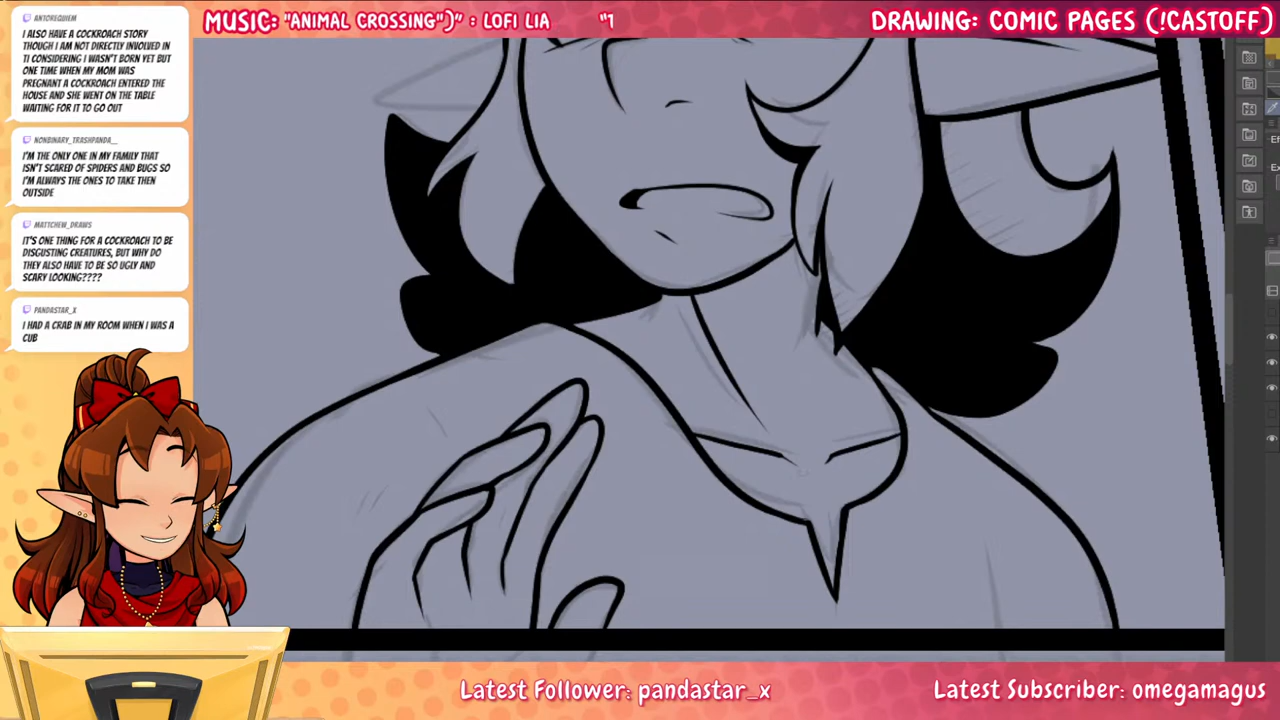 MUSIC: "ANIMAL CROSSING")" : LOFI LIA "1
DRAWING: COMIC PAGES (!CASTOFF)
ANTOREQUIEM
I ALSO HAVE A COCKROACH STORY
THOUGH I AM NOT DIRECTLY INVOLVED IN
TI CONSIDERING I WASN'T BORN YET BUT
ONE TIME WHEN MY MOM WAS
PREGNANT A COCKROACH ENTERED THE
HOUSE AND SHE WENT ON THE TABLE
WAITING FOR IT TO GO OUT
NONBINARY_TRASHPANDA__
I'M THE ONLY ONE IN MY FAMILY THAT
ISN'T SCARED OF SPIDERS AND BUGS SO
I'M ALWAYS THE ONES TO TAKE THEN
OUTSIDE
MATTCHEW_DRAWS
IT'S ONE THING FOR A COCKROACH TO BE
DISGUSTING CREATURES, BUT WHY DO
THEY ALSO HAVE TO BE SO UGLY AND
SCARY LOOKING????
PANDASTAR_X
I HAD A CRAB IN MY ROOM WHEN I WAS A
CUB
Latest Follower: pandastar_x
Latest Subscriber: omegamagus